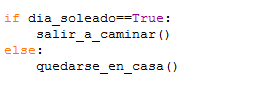 if dia_soleado==True:
    salir_a_caminar()
else:
    quedarse_en_casa()